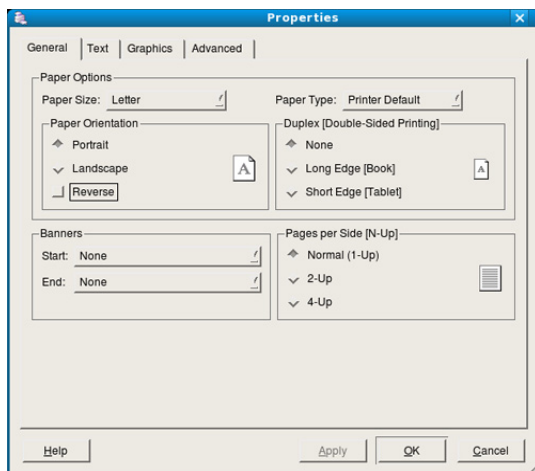 Properties
General Text Graphics Advanced
Paper Options
Paper Size: Letter Paper Type: Printer Default
Paper Orientation
Portrait
Landscape
Reverse
A
Duplex [Double-Sided Printing]
None
Long Edge [Book]
Short Edge [Tablet]
A
Banners
Start: None
End: None
Pages per Side [N-Up]
Normal (1-Up)
2-Up
4-Up
Help Apply OK Cancel